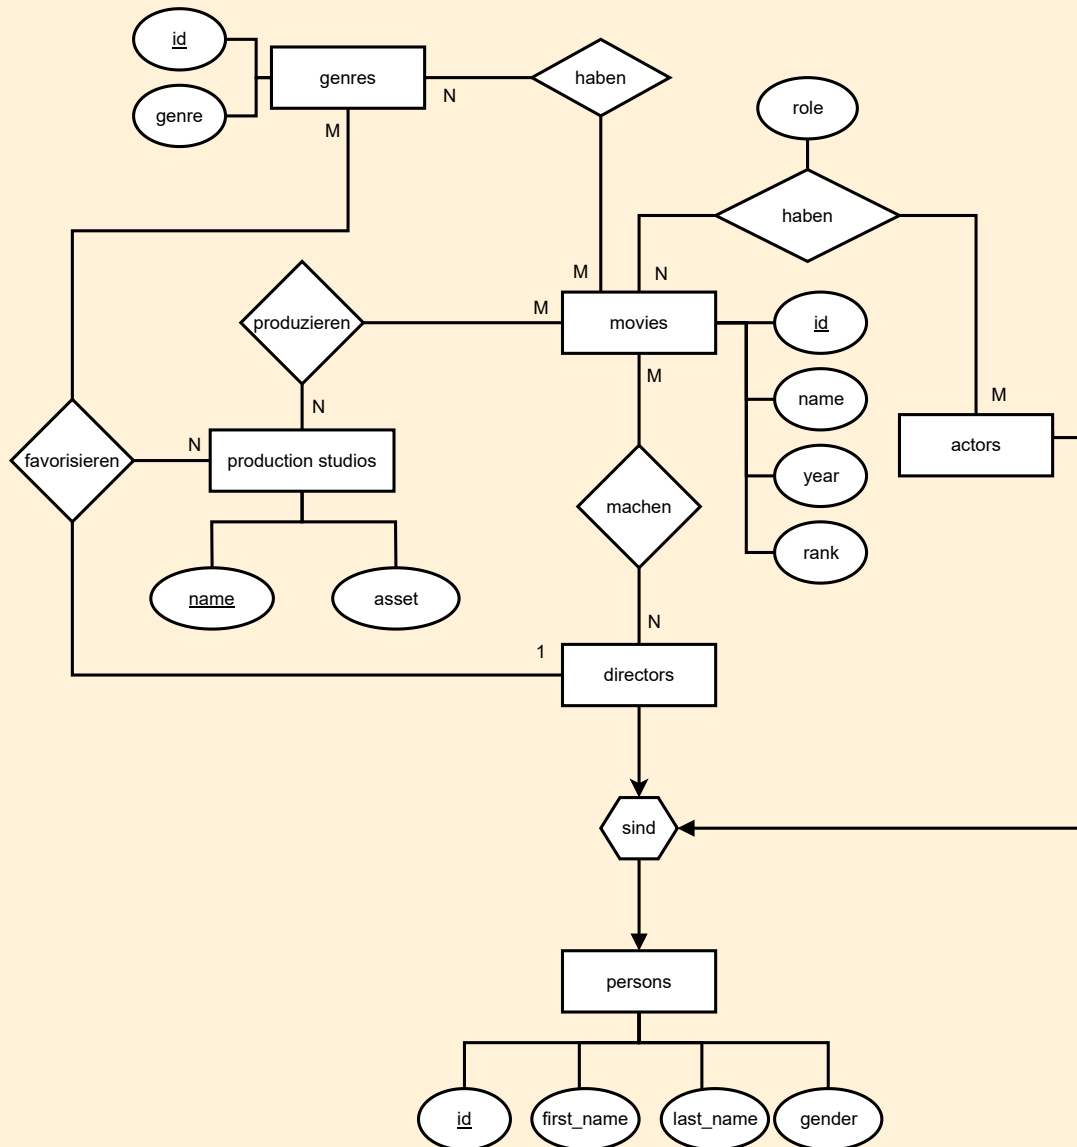 id
genres
haben
N
genre
role
M
haben
M
N
M
produzieren
movies
id
M
N
name
M
N
favorisieren
production studios
actors
year
machen
rank
name
asset
N
1
directors
sind
persons
id
first_name
last_name
gender